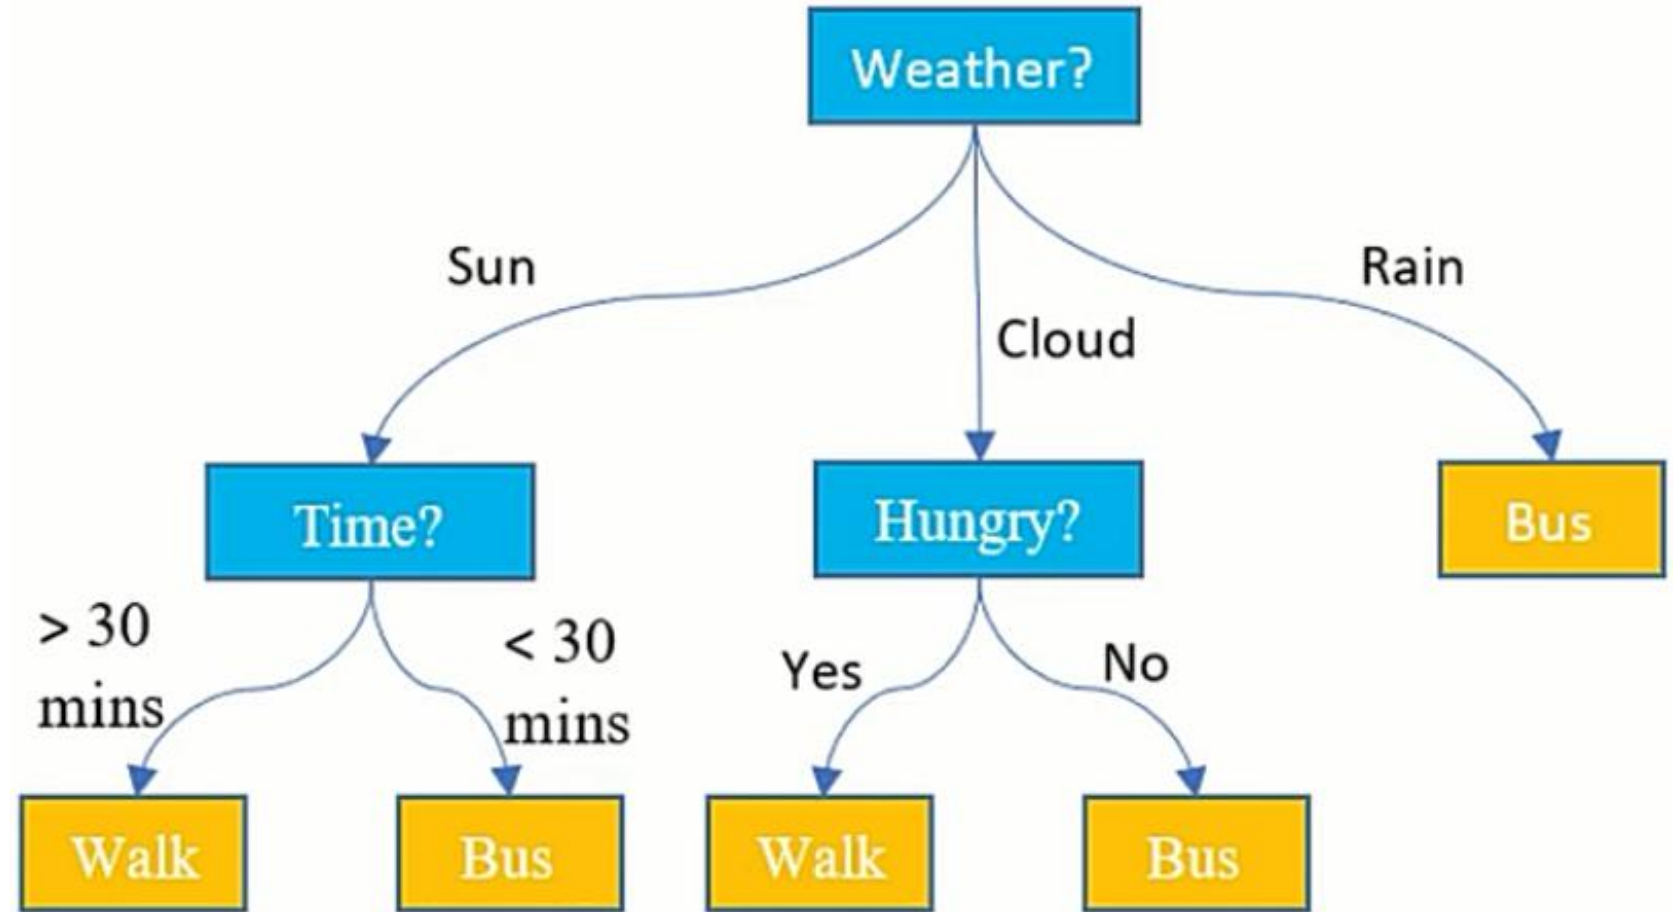 Weather?
Sun
Rain
Cloud
Time?
Hungry?
Bus
> 30
mins
< 30
mins
Yes
No
Walk
Bus
Walk
Bus